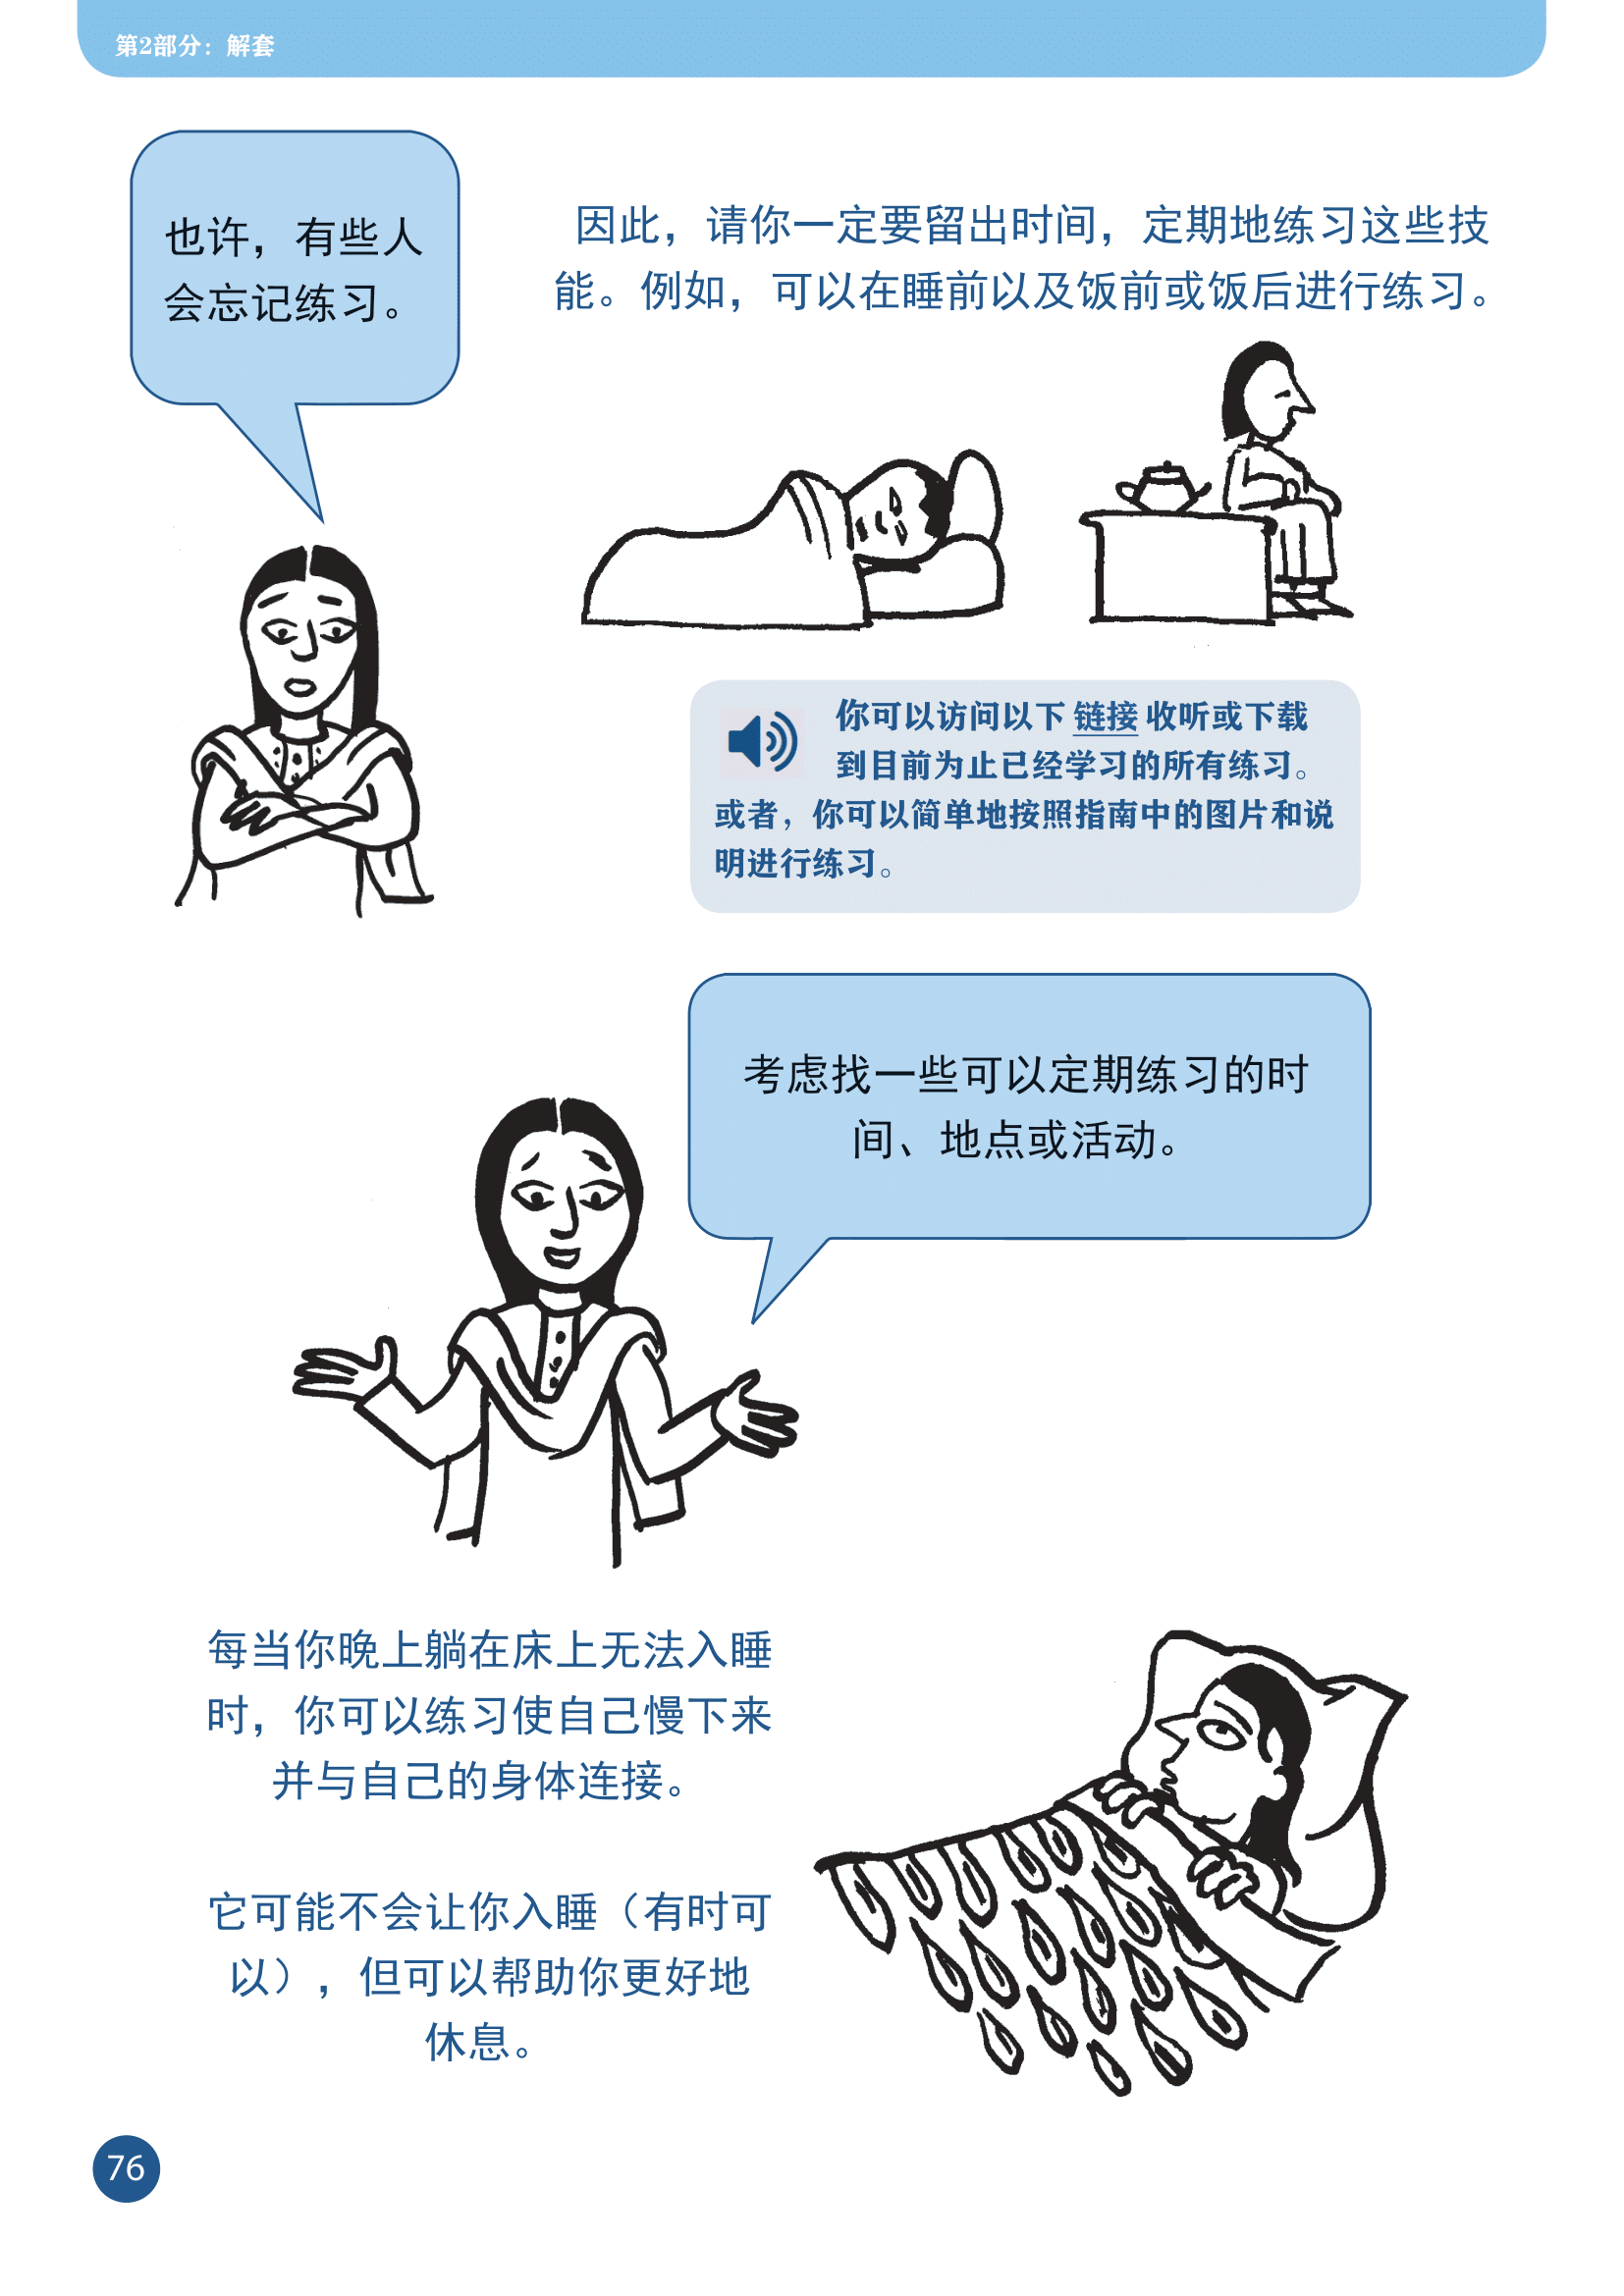 第2部分：解套
也许，有些人
会忘记练习。
因此，请你一定要留出时间，定期地练习这些技
能。例如，可以在睡前以及饭前或饭后进行练习。
你可以访问以下 链接 收听或下载
到目前为止已经学习的所有练习。
或者，你可以简单地按照指南中的图片和说
明进行练习。
考虑找一些可以定期练习的时
间、地点或活动。
每当你晚上躺在床上无法入睡
时，你可以练习使自己慢下来
并与自己的身体连接。
它可能不会让你入睡（有时可
以），但可以帮助你更好地
休息。
76